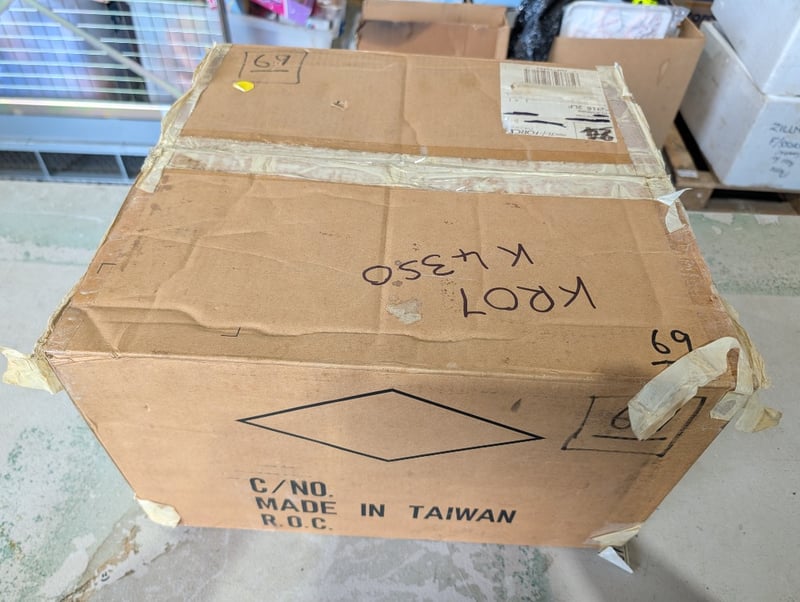 69
KR07
K4350
69
C/NO.
MADE IN TAIWAN
R.O.C.